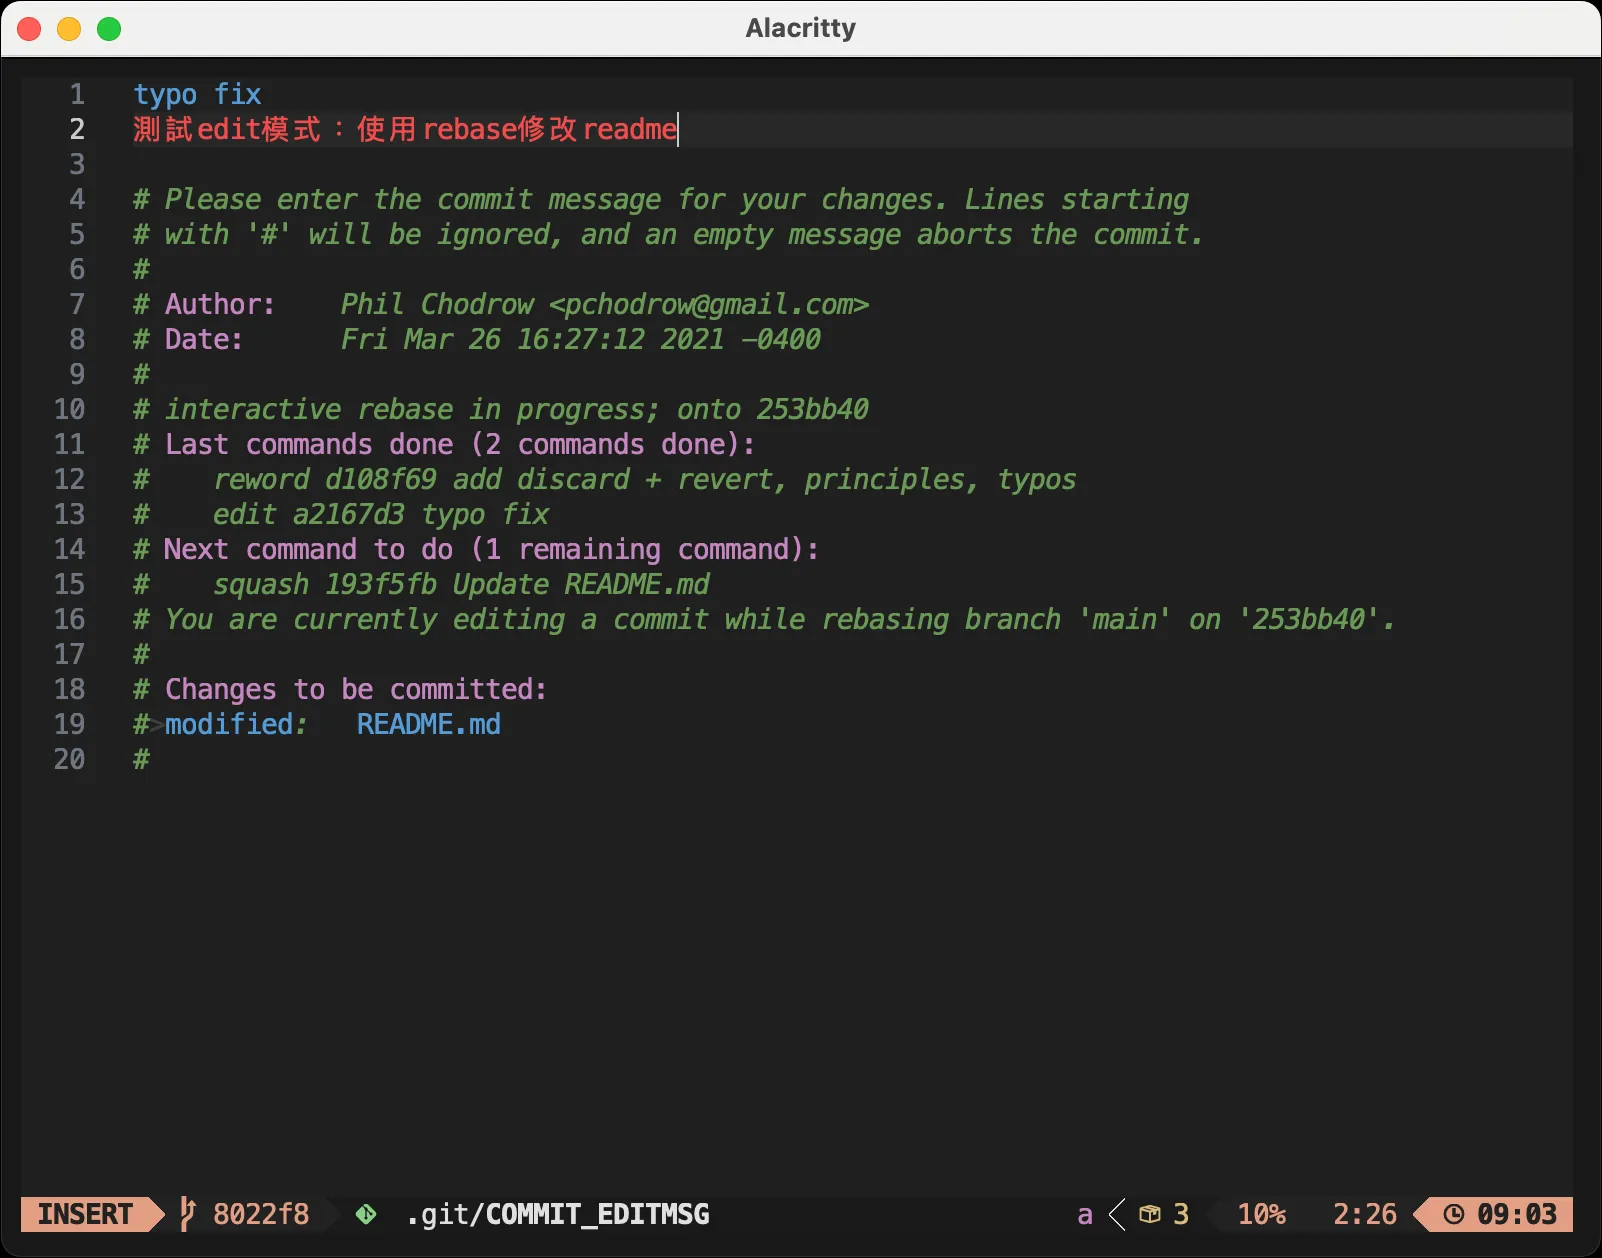 Alacritty
1 typo fix
2 測試edit模式：使用rebase修改readme
3
4 # Please enter the commit message for your changes. Lines starting
5 # with '#' will be ignored, and an empty message aborts the commit.
6 #
7 # Author:    Phil Chodrow <pchodrow@gmail.com>
8 # Date:      Fri Mar 26 16:27:12 2021 -0400
9 #
10 # interactive rebase in progress; onto 253bb40
11 # Last commands done (2 commands done):
12 #    reword d108f69 add discard + revert, principles, typos
13 #    edit a2167d3 typo fix
14 # Next command to do (1 remaining command):
15 #    squash 193f5fb Update README.md
16 # You are currently editing a commit while rebasing branch 'main' on '253bb40'.
17 #
18 # Changes to be committed:
19 #>modified:   README.md
20 #
INSERT 8022f8 .git/COMMIT_EDITMSG a 3 10% 2:26 09:03